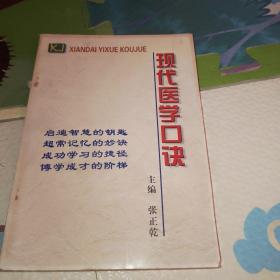 KJ XIANDAI YIXUE KOUJUE
现代医学口诀
启迪智慧的钥匙
超常记忆的妙诀
成功学习的捷径
博学成才的阶梯
主编 张正乾